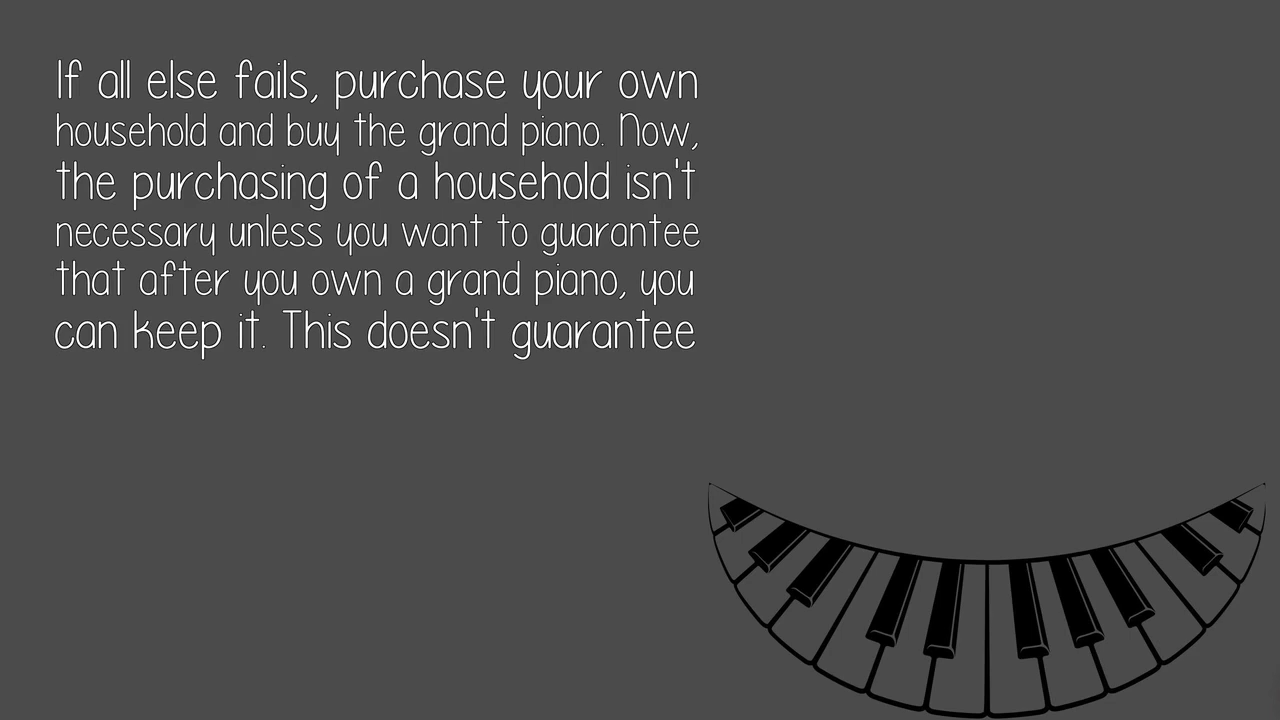 If all else fails, purchase your own
household and buy the grand piano. Now,
the purchasing of a household isn't
necessary unless you want to guarantee
that after you own a grand piano, you
can keep it. This doesn't guarantee